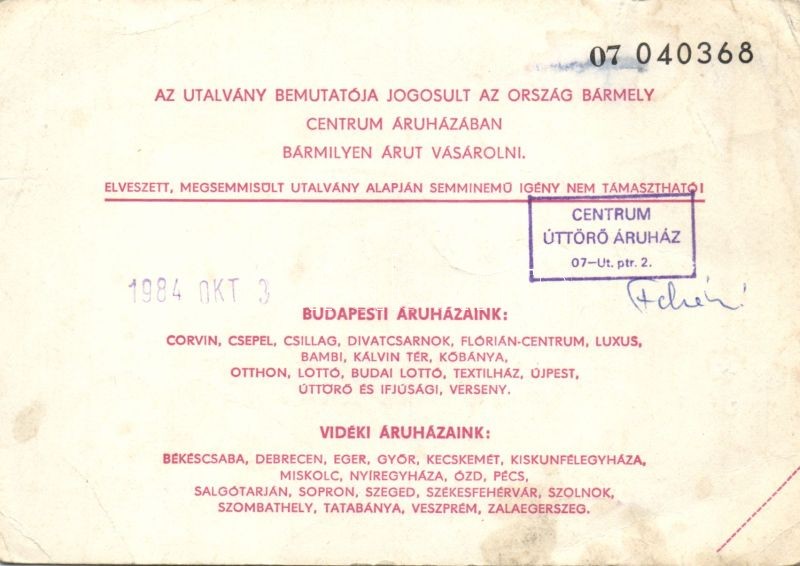 07 040368
AZ UTALVÁNY BEMUTATÓJA JOGOSULT AZ ORSZÁG BÁRMELY
CENTRUM ÁRUHÁZÁBAN
BÁRMILYEN ÁRUT VÁSÁROLNI.
ELVESZETT, MEGSEMMISÜLT UTALVÁNY ALAPJÁN SEMMINEMŰ IGÉNY NEM TÁMASZTHATÓ!
CENTRUM
ÚTTÖRŐ ÁRUHÁZ
07-Ut. ptr. 2.
1984 OKT 3
BUDAPESTI ÁRUHÁZAINK:
CORVIN, CSEPEL, CSILLAG, DIVATCSARNOK, FLÓRIÁN-CENTRUM, LUXUS,
BAMBI, KÁLVIN TÉR, KŐBÁNYA,
OTTHON, LOTTÓ, BUDAI LOTTÓ, TEXTILHÁZ, ÚJPEST,
ÚTTÖRŐ ÉS IFJÚSÁGI, VERSENY.
VIDÉKI ÁRUHÁZAINK:
BÉKÉSCSABA, DEBRECEN, EGER, GYŐR, KECSKEMÉT, KISKUNFÉLEGYHÁZA,
MISKOLC, NYÍREGYHÁZA, ÓZD, PÉCS,
SALGÓTARJÁN, SOPRON, SZEGED, SZÉKESFEHÉRVÁR, SZOLNOK,
SZOMBATHELY, TATABÁNYA, VESZPRÉM, ZALAEGERSZEG.